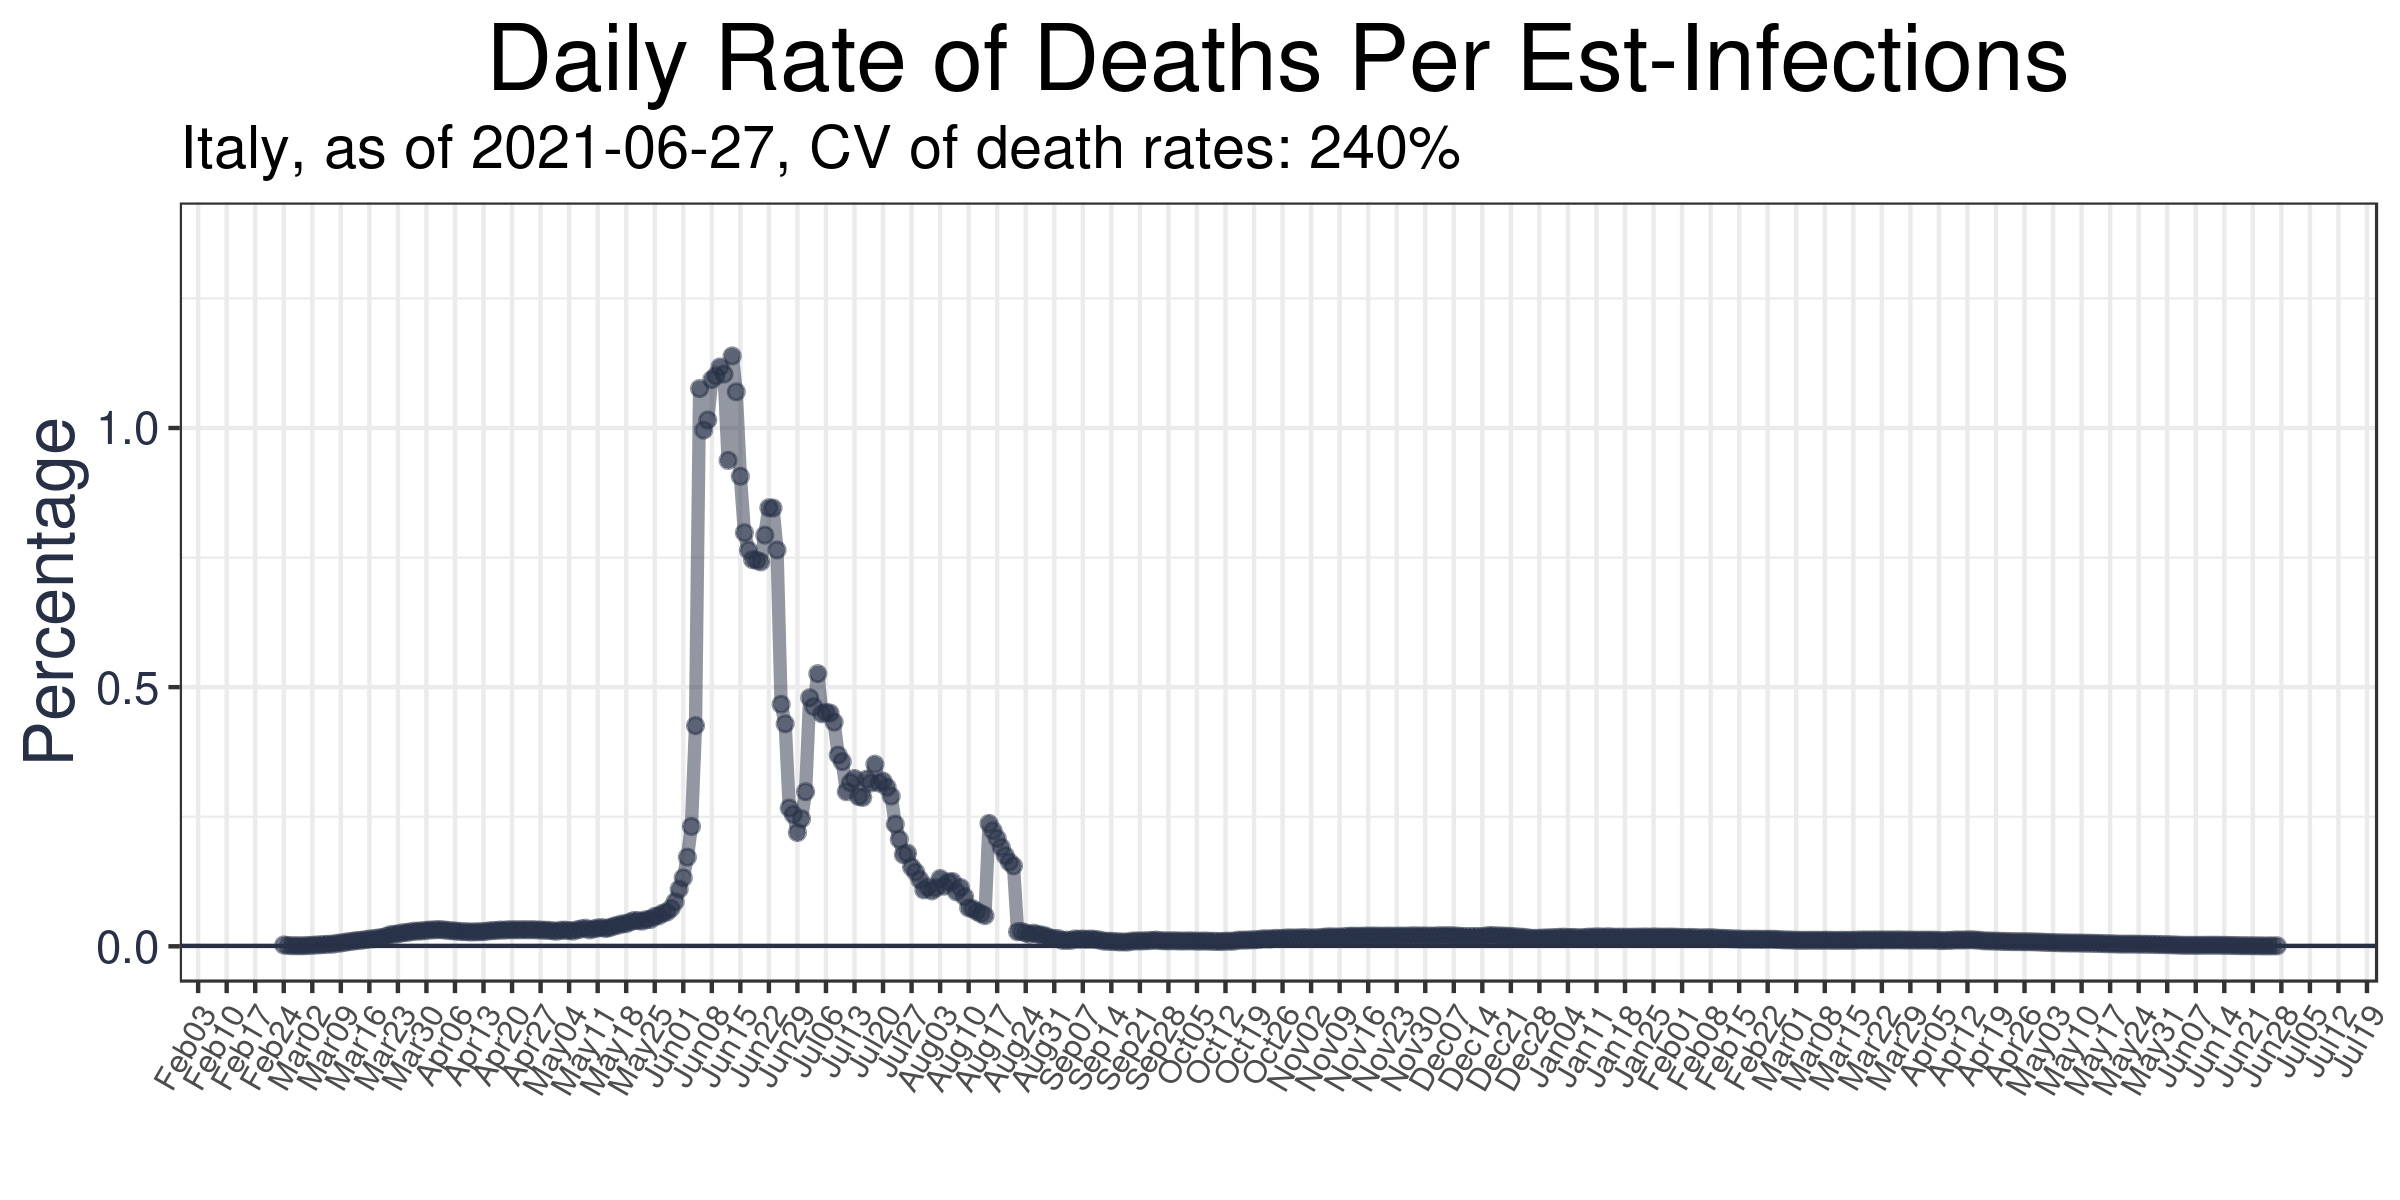 Daily Rate of Deaths Per Est-Infections
Italy, as of 2021-06-27, CV of death rates: 240%
Percentage
1.0
0.5
0.0
Feb03
Feb10
Feb17
Feb24
Mar02
Mar09
Mar16
Mar23
Mar30
Apr06
Apr13
Apr20
Apr27
May04
May11
May18
May25
Jun01
Jun08
Jun15
Jun22
Jun29
Jul06
Jul13
Jul20
Jul27
Aug03
Aug10
Aug17
Aug24
Aug31
Sep07
Sep14
Sep21
Sep28
Oct05
Oct12
Oct19
Oct26
Nov02
Nov09
Nov16
Nov23
Nov30
Dec07
Dec14
Dec21
Dec28
Jan04
Jan11
Jan18
Jan25
Feb01
Feb08
Feb15
Feb22
Mar01
Mar08
Mar15
Mar22
Mar29
Apr05
Apr12
Apr19
Apr26
May03
May10
May17
May24
May31
Jun07
Jun14
Jun21
Jun28
Jul05
Jul12
Jul19